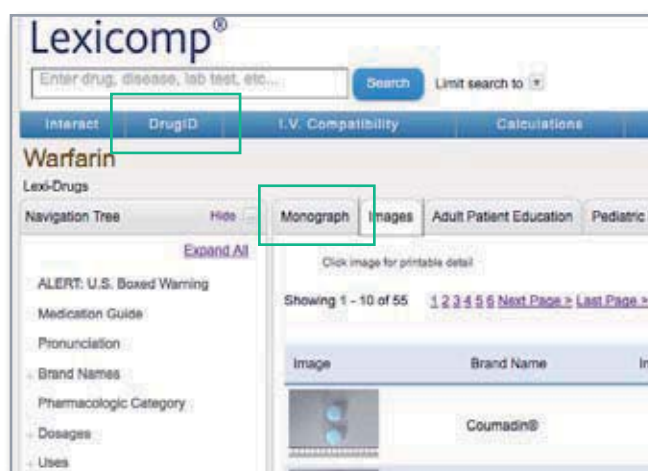 Lexicomp®
Enter drug, disease, lab test, etc...
Search
Limit search to
Interact DrugID I.V. Compatibility Calculations
Warfarin
Lexi-Drugs
Navigation Tree Hide
Monograph Images Adult Patient Education Pediatric
Expand All
Click image for printable detail
ALERT: U.S. Boxed Warning
Showing 1 - 10 of 55 1 2 3 4 5 6 Next Page > Last Page »
Medication Guide
Pronunciation
Brand Names
Image Brand Name
Pharmacologic Category
Dosages
Coumadin®
Uses